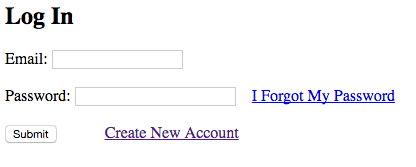 Log In
Email:
Password: I Forgot My Password
Submit Create New Account